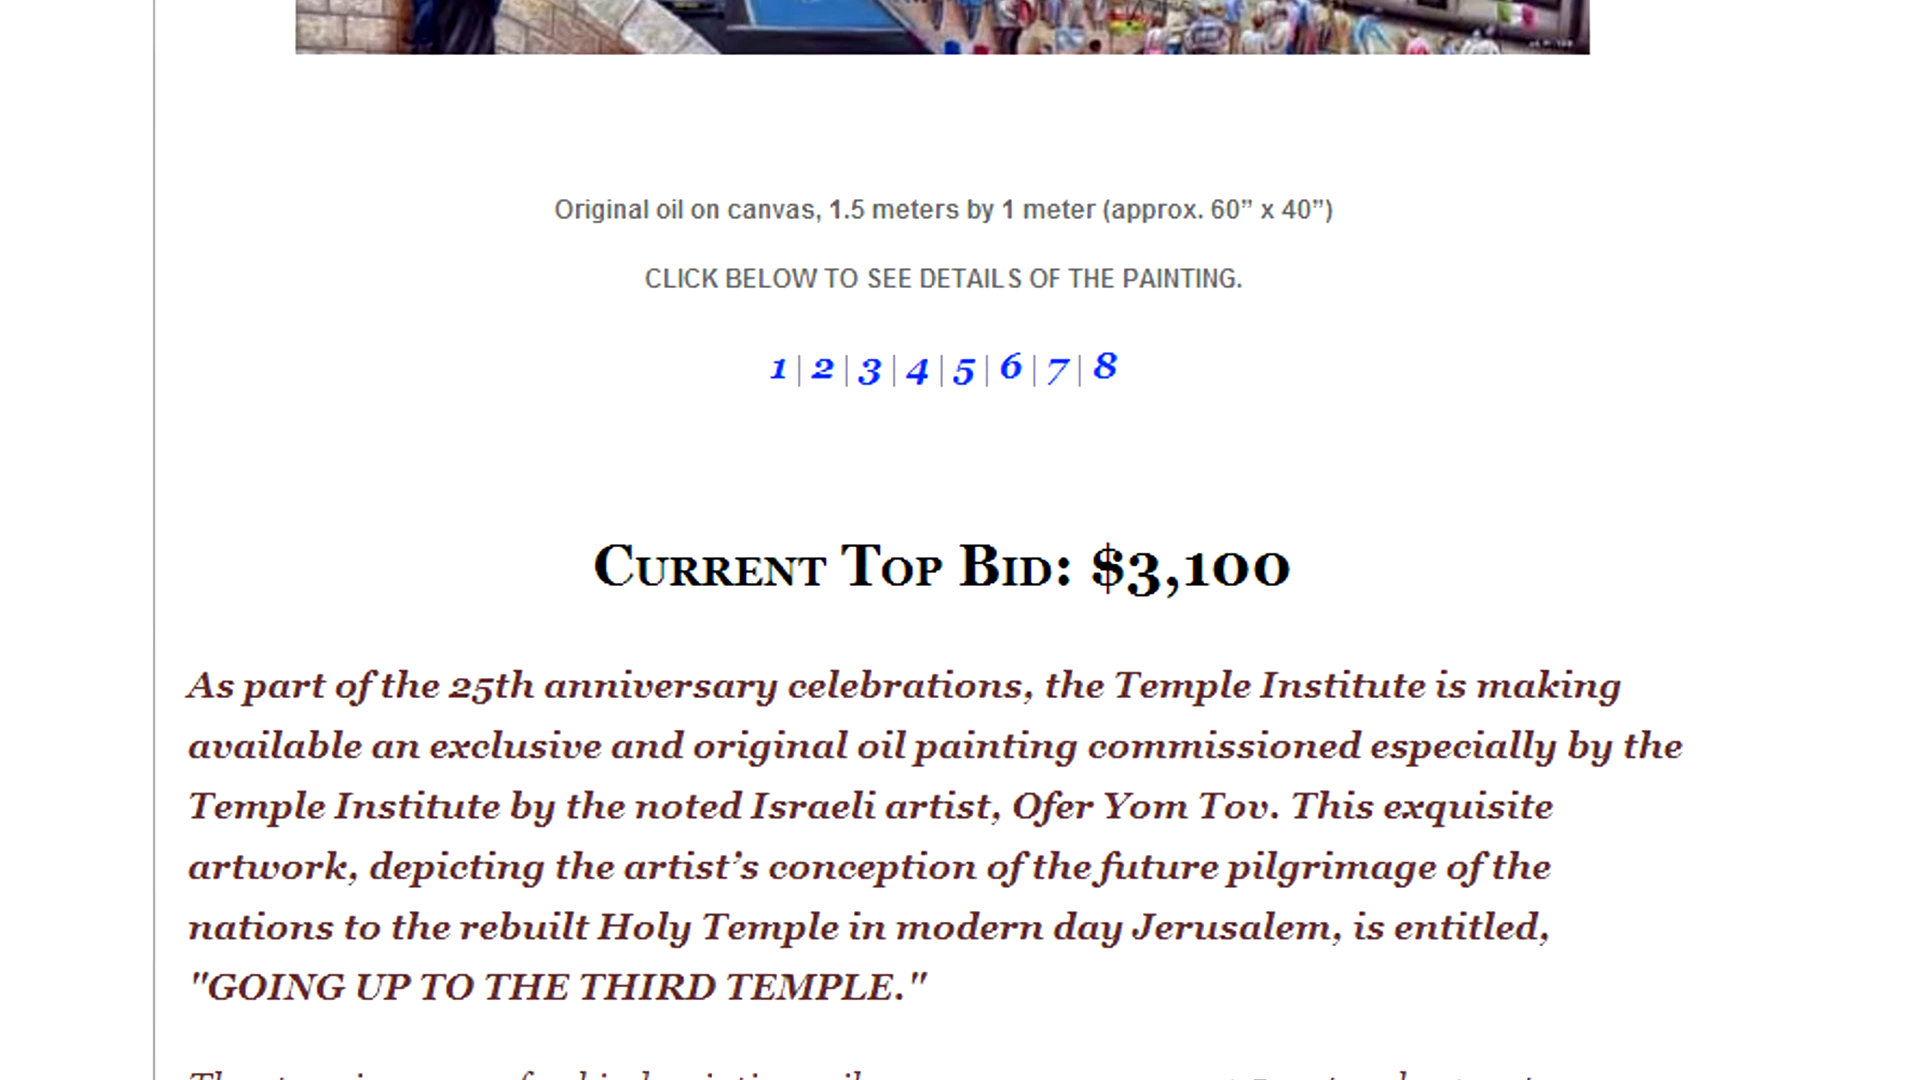 Original oil on canvas, 1.5 meters by 1 meter (approx. 60” x 40”)
CLICK BELOW TO SEE DETAILS OF THE PAINTING.
1 | 2 | 3 | 4 | 5 | 6 | 7 | 8
CURRENT TOP BID: $3,100
As part of the 25th anniversary celebrations, the Temple Institute is making
available an exclusive and original oil painting commissioned especially by the
Temple Institute by the noted Israeli artist, Ofer Yom Tov. This exquisite
artwork, depicting the artist’s conception of the future pilgrimage of the
nations to the rebuilt Holy Temple in modern day Jerusalem, is entitled,
"GOING UP TO THE THIRD TEMPLE."